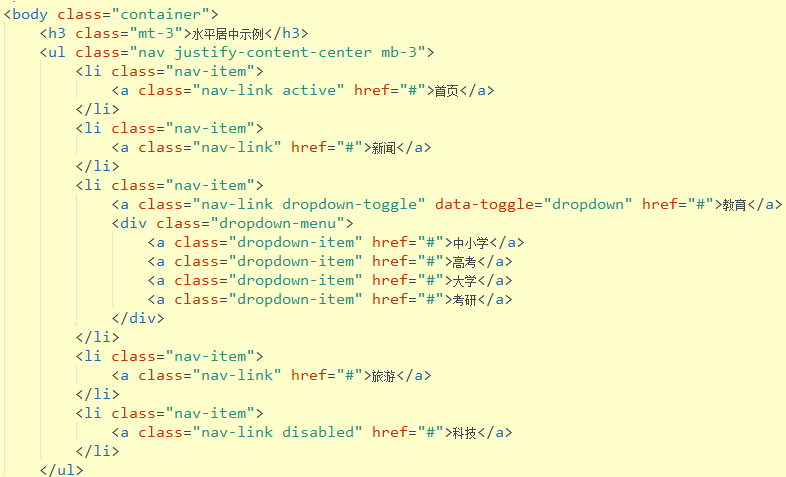 <body class="container">
<h3 class="mt-3">水平居中示例</h3>
<ul class="nav justify-content-center mb-3">
<li class="nav-item">
<a class="nav-link active" href="#">首页</a>
</li>
<li class="nav-item">
<a class="nav-link" href="#">新闻</a>
</li>
<li class="nav-item">
<a class="nav-link dropdown-toggle" data-toggle="dropdown" href="#">教育</a>
<div class="dropdown-menu">
<a class="dropdown-item" href="#">中小学</a>
<a class="dropdown-item" href="#">高考</a>
<a class="dropdown-item" href="#">大学</a>
<a class="dropdown-item" href="#">考研</a>
</div>
</li>
<li class="nav-item">
<a class="nav-link" href="#">旅游</a>
</li>
<li class="nav-item">
<a class="nav-link disabled" href="#">科技</a>
</li>
</ul>